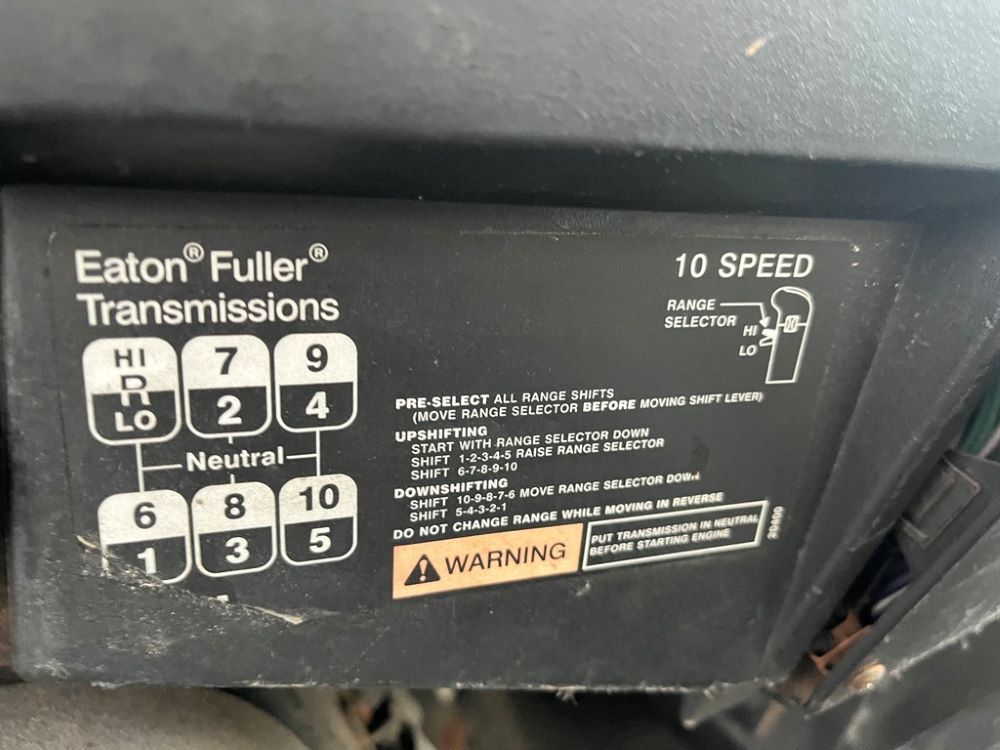 Eaton® Fuller®
Transmissions
10 SPEED
RANGE
SELECTOR
HI
LO
HI 7 9
R
LO 2 4
Neutral
6 8 10
1 3 5
PRE-SELECT ALL RANGE SHIFTS
(MOVE RANGE SELECTOR BEFORE MOVING SHIFT LEVER)
UPSHIFTING
START WITH RANGE SELECTOR DOWN
SHIFT 1-2-3-4-5 RAISE RANGE SELECTOR
SHIFT 6-7-8-9-10
DOWNSHIFTING
SHIFT 10-9-8-7-6 MOVE RANGE SELECTOR DOWN
SHIFT 5-4-3-2-1
DO NOT CHANGE RANGE WHILE MOVING IN REVERSE
WARNING
PUT TRANSMISSION IN NEUTRAL
BEFORE STARTING ENGINE